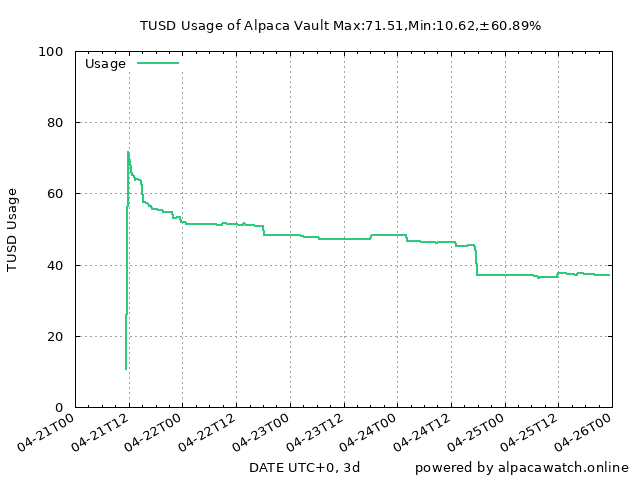 TUSD Usage of Alpaca Vault Max:71.51,Min:10.62,±60.89%
Usage
100
80
60
40
20
0
TUSD Usage
04-21T00 04-21T12 04-22T00 04-22T12 04-23T00 04-23T12 04-24T00 04-24T12 04-25T00 04-25T12 04-26T00
DATE UTC+0, 3d
powered by alpacawatch.online